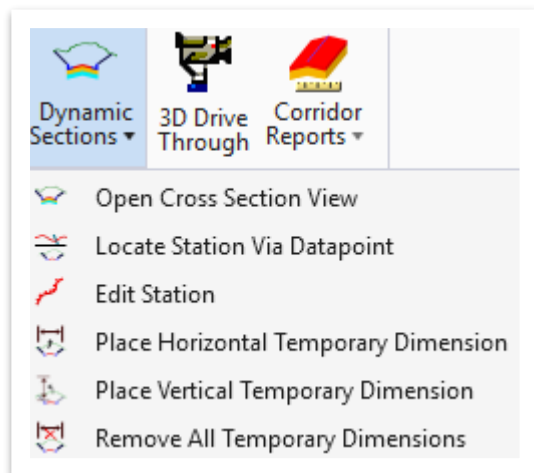 Dynamic
Sections
3D Drive
Through
Corridor
Reports
Open Cross Section View
Locate Station Via Datapoint
Edit Station
Place Horizontal Temporary Dimension
Place Vertical Temporary Dimension
Remove All Temporary Dimensions